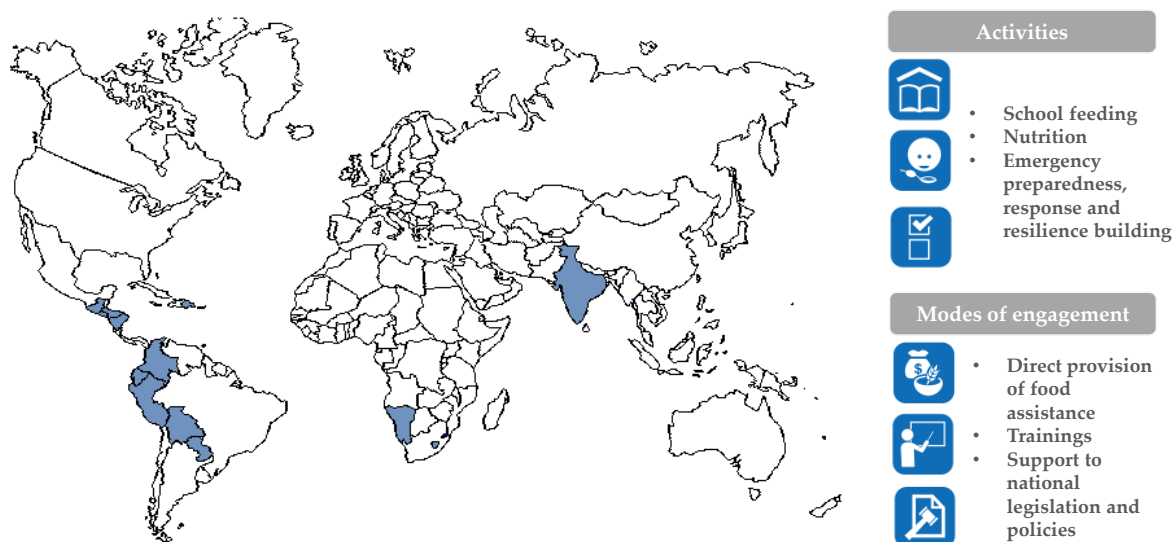 Activities
• School feeding
• Nutrition
• Emergency
preparedness,
response and
resilience building
Modes of engagement
$
• Direct provision
of food
assistance
• Trainings
• Support to
national
legislation and
policies